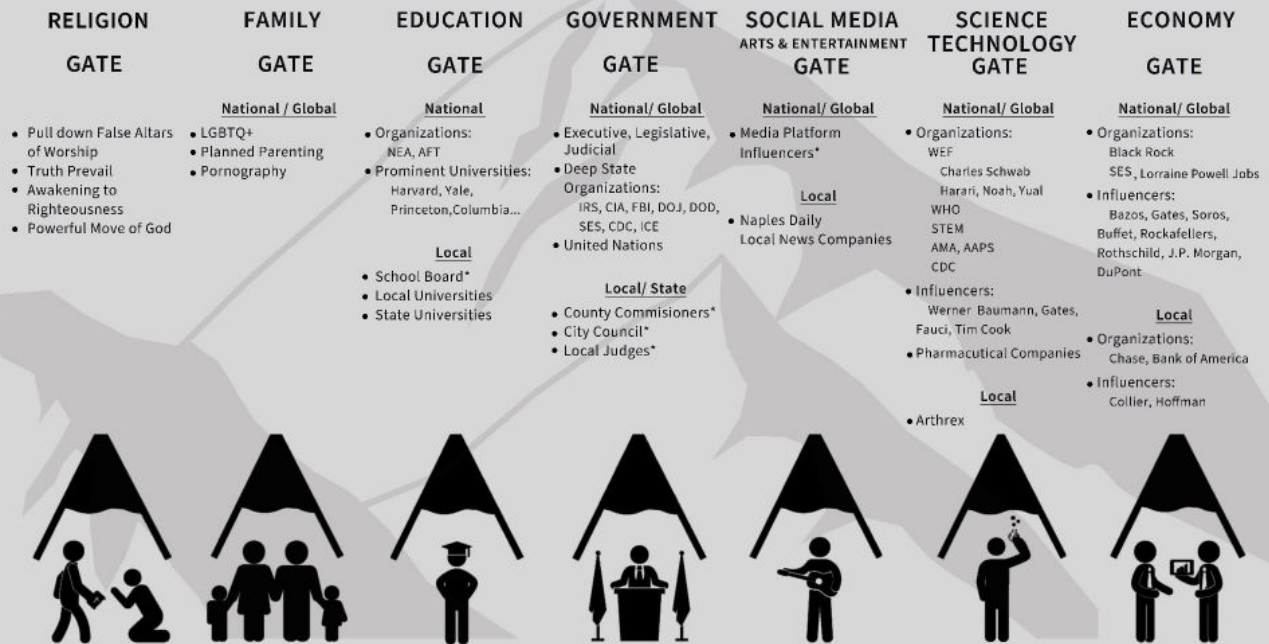 RELIGION
GATE
• Pull down False Altars
of Worship
• Truth Prevail
• Awakening to
Righteousness
• Powerful Move of God
FAMILY
GATE
National / Global
• LGBTQ+
• Planned Parenting
• Pornography
EDUCATION
GATE
National
• Organizations:
NEA, AFT
• Prominent Universities:
Harvard, Yale,
Princeton,Columbia...
Local
• School Board*
• Local Universities
• State Universities
GOVERNMENT
GATE
National/ Global
• Executive, Legislative,
Judicial
• Deep State
Organizations:
IRS, CIA, FBI, DOJ, DOD,
SES, CDC, ICE
• United Nations
Local/ State
• County Commisioners*
• City Council*
• Local Judges*
SOCIAL MEDIA
ARTS & ENTERTAINMENT
GATE
National/ Global
• Media Platform
Influencers*
Local
• Naples Daily
Local News Companies
SCIENCE
TECHNOLOGY
GATE
National/ Global
• Organizations:
WEF
Charles Schwab
Harari, Noah, Yual
WHO
STEM
AMA, AAPS
CDC
• Influencers:
Werner Baumann, Gates,
Fauci, Tim Cook
• Pharmacutical Companies
Local
• Arthrex
ECONOMY
GATE
National/ Global
• Organizations:
Black Rock
SES, Lorraine Powell Jobs
• Influencers:
Bazos, Gates, Soros,
Buffet, Rockafellers,
Rothschild, J.P. Morgan,
DuPont
Local
• Organizations:
Chase, Bank of America
• Influencers:
Collier, Hoffman